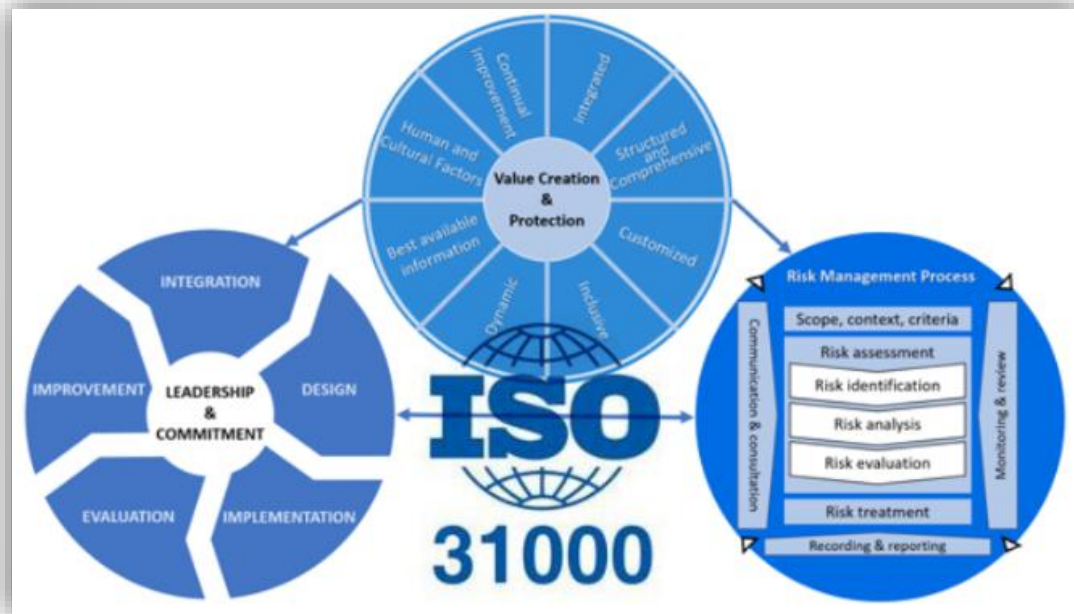 Continual
Improvement
Integrated
Human and
Cultural Factors
Structured
and
Comprehensive
Value Creation
&
Protection
Best available
information
Customized
Dynamic
Inclusive
INTEGRATION
IMPROVEMENT
DESIGN
LEADERSHIP
&
COMMITMENT
EVALUATION
IMPLEMENTATION
ISO
31000
Risk Management Process
Scope, context, criteria
Risk assessment
Risk identification
Risk analysis
Risk evaluation
Risk treatment
Communication & consultation
Monitoring & review
Recording & reporting